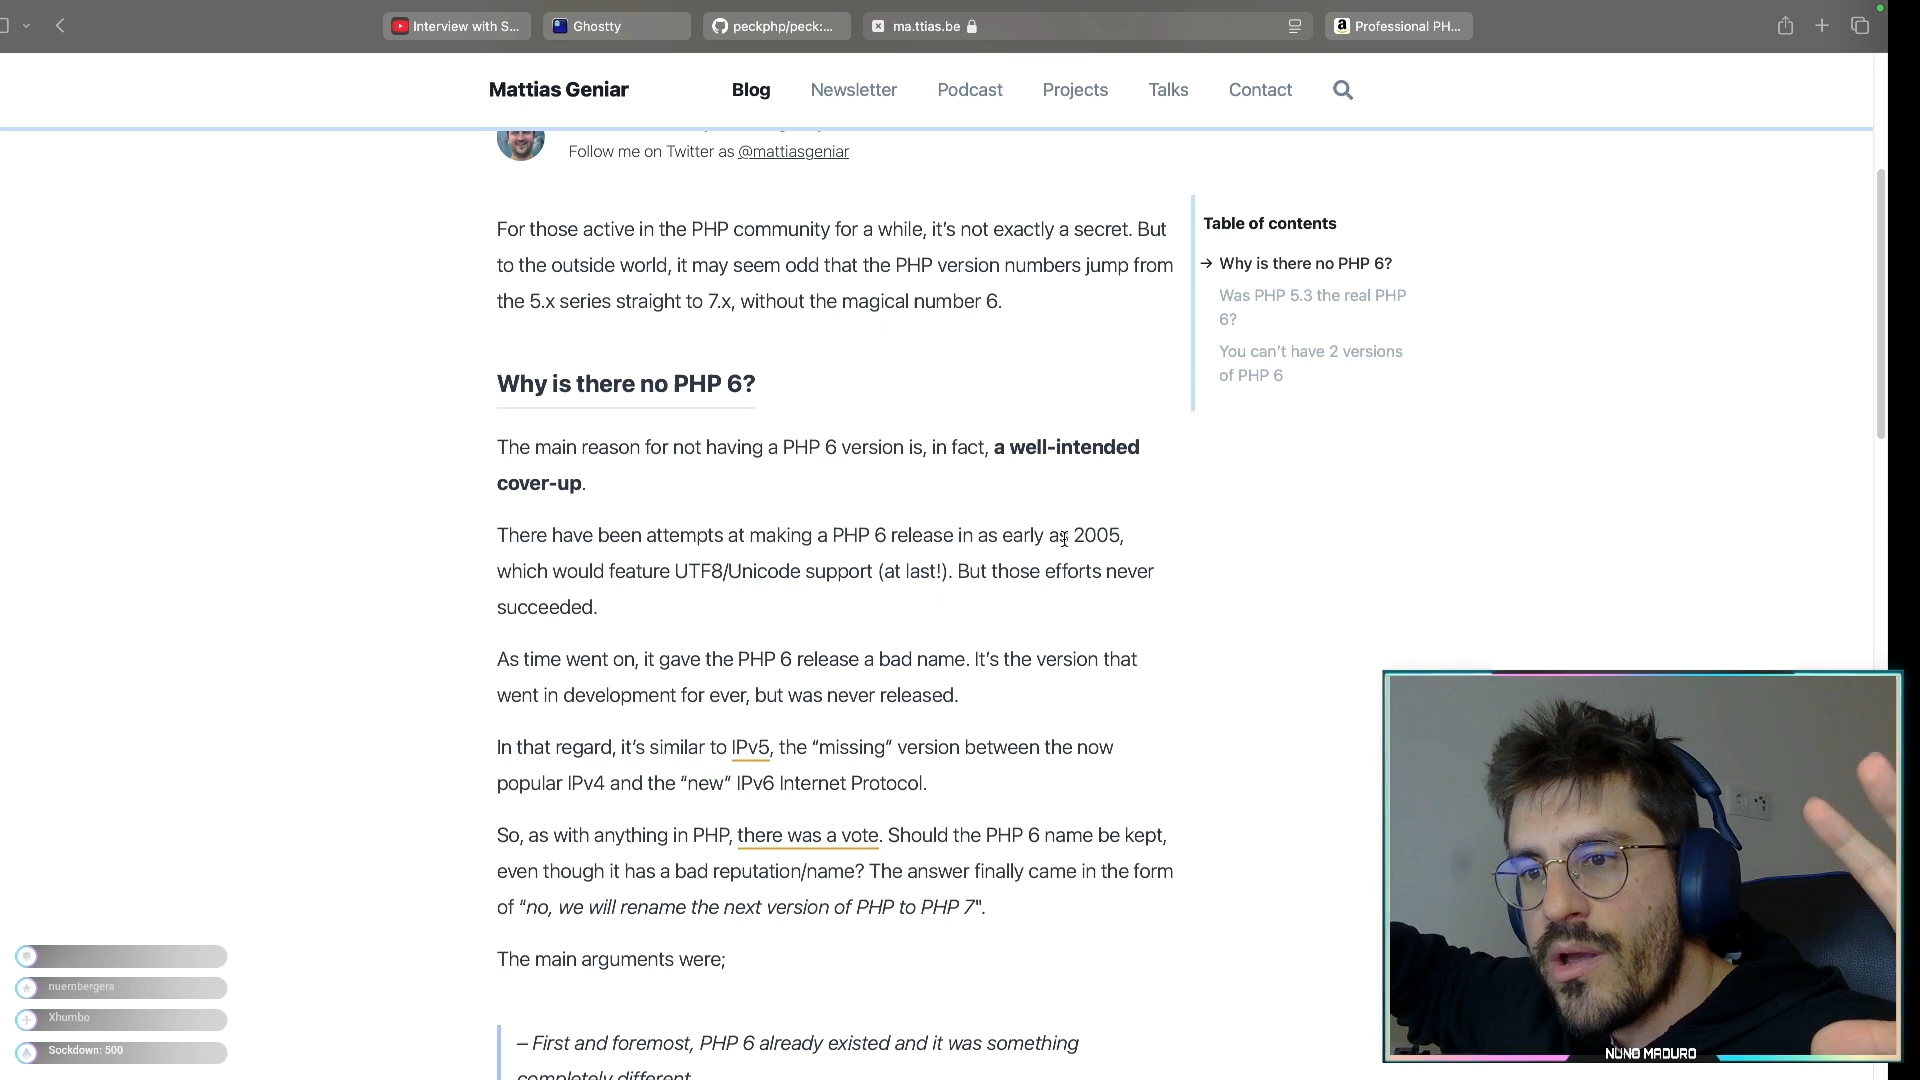 Interview with S...
Ghostty
peckphp/peck:...
ma.ttias.be
Professional PH...
Mattias Geniar
Blog
Newsletter
Podcast
Projects
Talks
Contact
Follow me on Twitter as @mattiasgeniar
For those active in the PHP community for a while, it's not exactly a secret. But
to the outside world, it may seem odd that the PHP version numbers jump from
the 5.x series straight to 7.x, without the magical number 6.
Table of contents
→ Why is there no PHP 6?
Was PHP 5.3 the real PHP
6?
You can't have 2 versions
of PHP 6
Why is there no PHP 6?
The main reason for not having a PHP 6 version is, in fact, a well-intended
cover-up.
There have been attempts at making a PHP 6 release in as early as 2005,
which would feature UTF8/Unicode support (at last!). But those efforts never
succeeded.
As time went on, it gave the PHP 6 release a bad name. It's the version that
went in development for ever, but was never released.
In that regard, it's similar to IPv5, the “missing” version between the now
popular IPv4 and the “new” IPv6 Internet Protocol.
So, as with anything in PHP, there was a vote. Should the PHP 6 name be kept,
even though it has a bad reputation/name? The answer finally came in the form
of “no, we will rename the next version of PHP to PHP 7".
The main arguments were;
– First and foremost, PHP 6 already existed and it was something
completely different
nuernbergera
Xhumbo
Sockdown: 500
NUNO MADURO